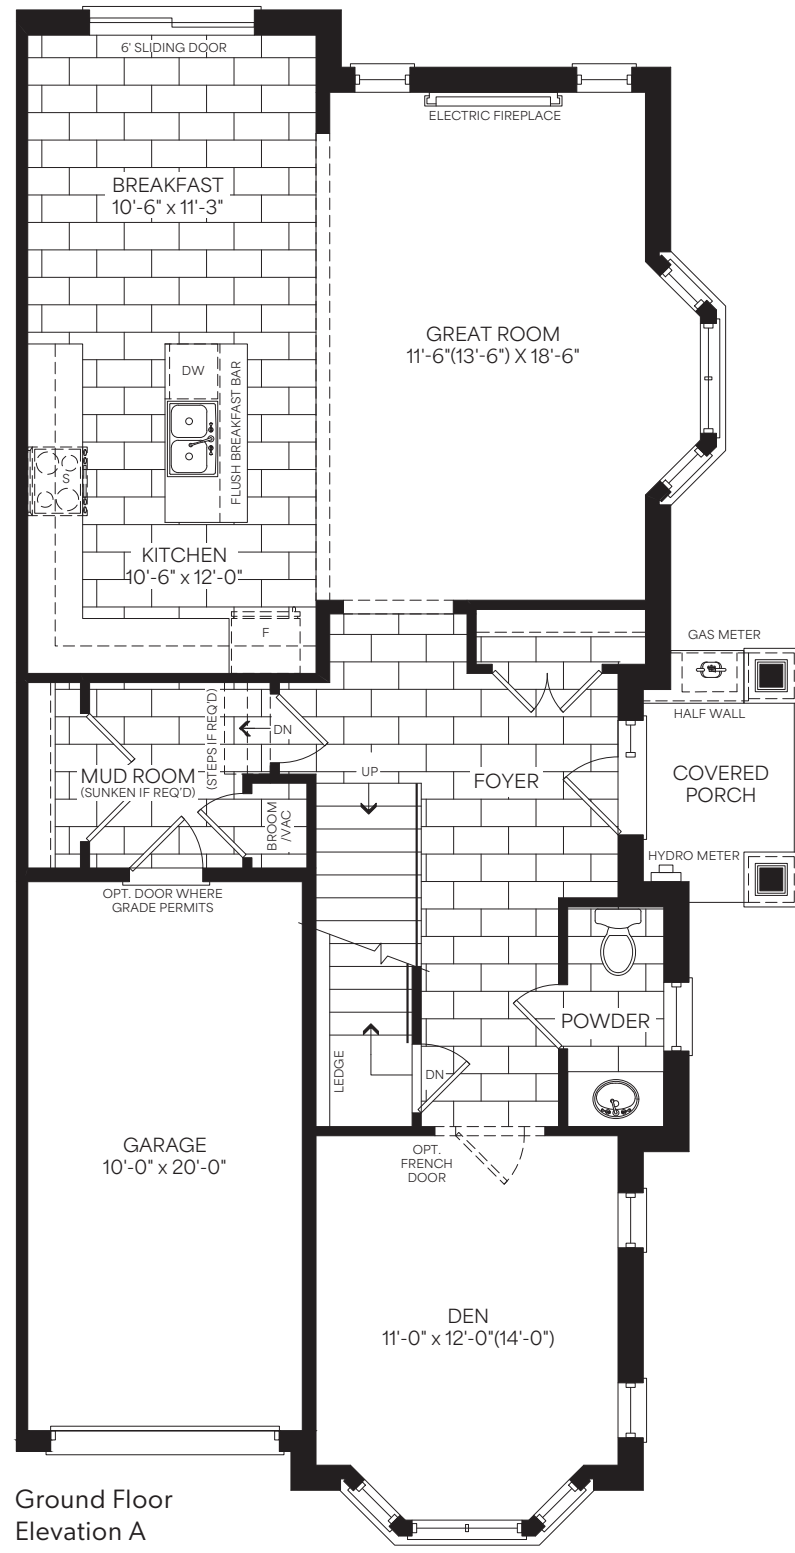 6' SLIDING DOOR
ELECTRIC FIREPLACE
BREAKFAST
10'-6" x 11'-3"
GREAT ROOM
11'-6"(13'-6") X 18'-6"
DW
FLUSH BREAKFAST BAR
S
KITCHEN
10'-6" x 12'-0"
F
GAS METER
HALF WALL
(STEPS IF REQ'D)
DN
MUD ROOM
(SUNKEN IF REQ'D)
UP
FOYER
COVERED
PORCH
BROOM
/VAC
HYDRO METER
OPT. DOOR WHERE
GRADE PERMITS
POWDER
LEDGE
DN
GARAGE
10'-0" x 20'-0"
OPT.
FRENCH
DOOR
DEN
11'-0" x 12'-0"(14'-0")
Ground Floor
Elevation A